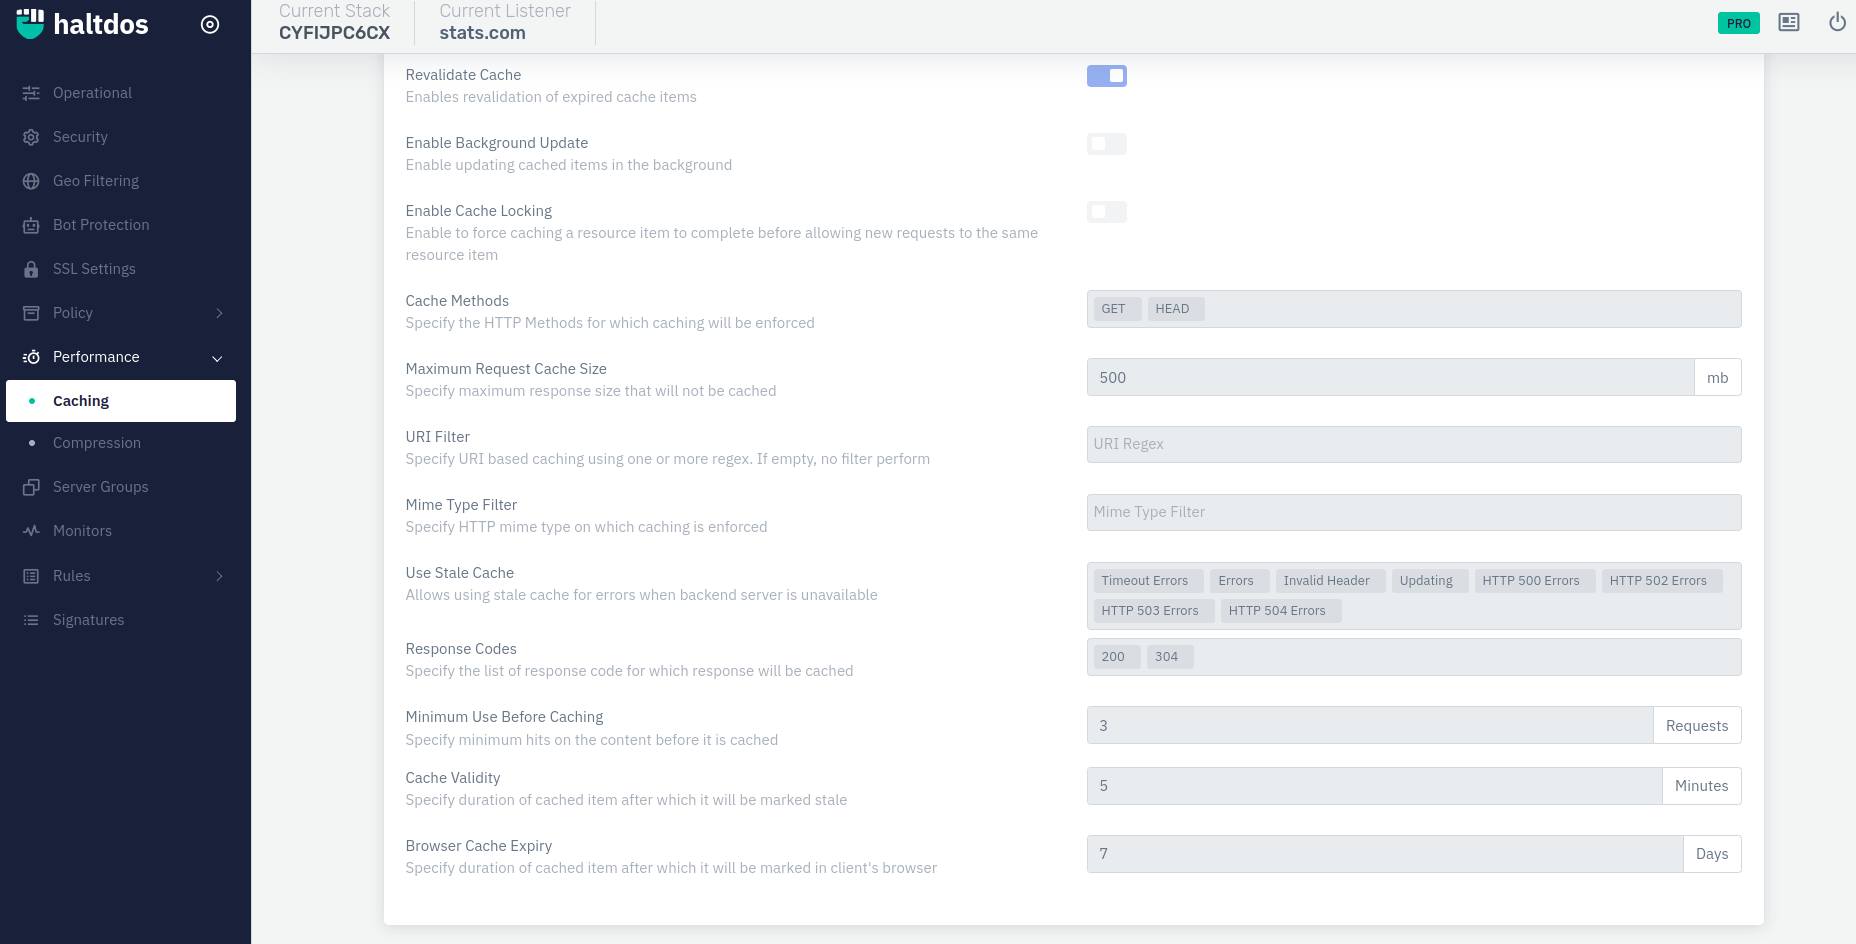 haltdos
Current Stack
CYFIJPC6CX
Current Listener
stats.com
PRO
Operational
Security
Geo Filtering
Bot Protection
SSL Settings
Policy
Performance
Caching
Compression
Server Groups
Monitors
Rules
Signatures
Revalidate Cache
Enables revalidation of expired cache items
Enable Background Update
Enable updating cached items in the background
Enable Cache Locking
Enable to force caching a resource item to complete before allowing new requests to the same
resource item
Cache Methods
Specify the HTTP Methods for which caching will be enforced
GET HEAD
Maximum Request Cache Size
Specify maximum response size that will not be cached
500 mb
URI Filter
Specify URI based caching using one or more regex. If empty, no filter perform
URI Regex
Mime Type Filter
Specify HTTP mime type on which caching is enforced
Mime Type Filter
Use Stale Cache
Allows using stale cache for errors when backend server is unavailable
Timeout Errors Errors Invalid Header Updating HTTP 500 Errors HTTP 502 Errors
HTTP 503 Errors HTTP 504 Errors
Response Codes
Specify the list of response code for which response will be cached
200 304
Minimum Use Before Caching
Specify minimum hits on the content before it is cached
3 Requests
Cache Validity
Specify duration of cached item after which it will be marked stale
5 Minutes
Browser Cache Expiry
Specify duration of cached item after which it will be marked in client's browser
7 Days